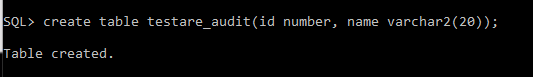 SQL> create table testare_audit(id number, name varchar2(20));
Table created.